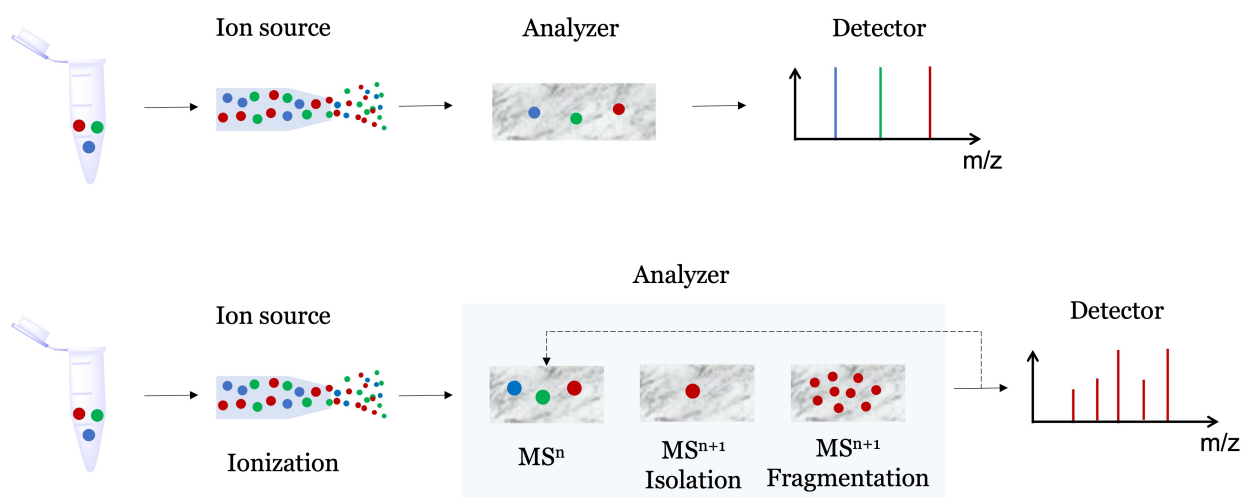 Ion source
Analyzer
Detector
m/z
Analyzer
Ion source
Detector
Ionization
MSⁿ
MSⁿ⁺¹
Isolation
MSⁿ⁺¹
Fragmentation
m/z